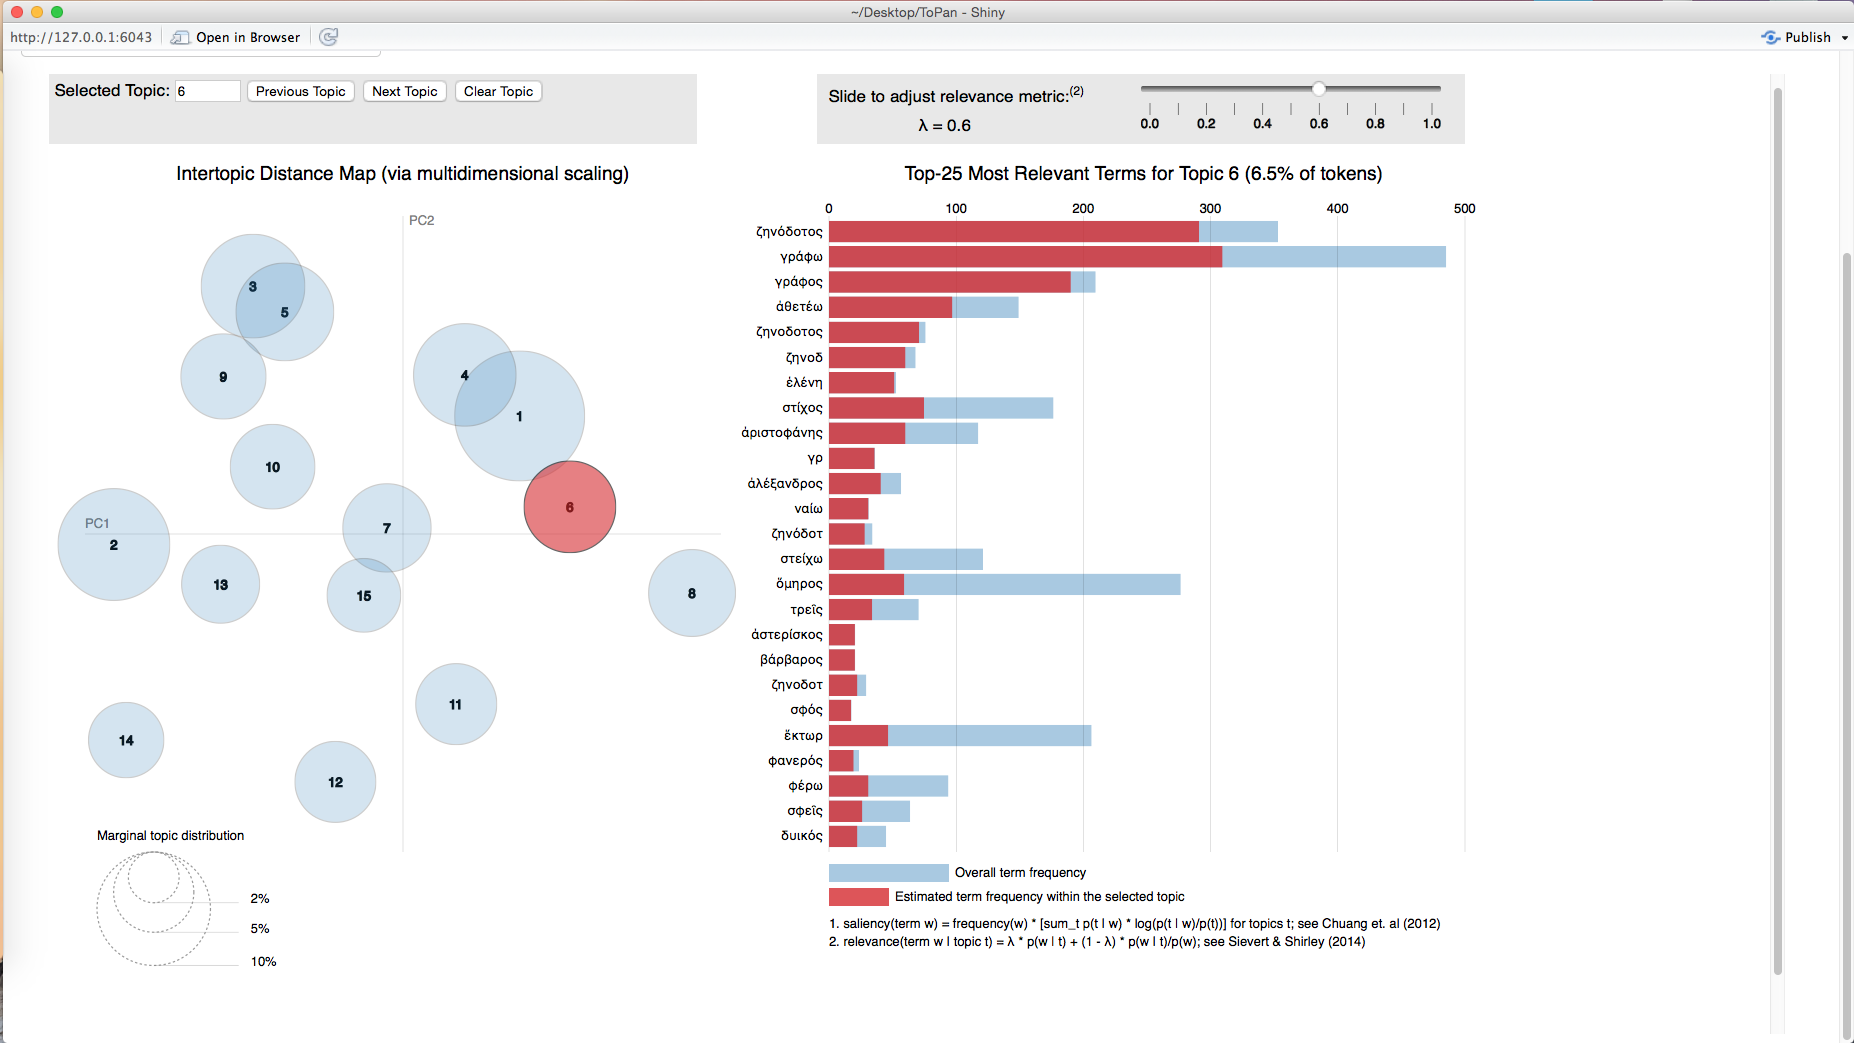 ~/Desktop/ToPan - Shiny
http://127.0.0.1:6043 Open in Browser Publish
Selected Topic: 6 Previous Topic Next Topic Clear Topic
Slide to adjust relevance metric:(2)
λ = 0.6
0.0 0.2 0.4 0.6 0.8 1.0
Intertopic Distance Map (via multidimensional scaling)
PC2
3
5
9
4
1
10
6
7
PC1
2
13
15
8
11
14
12
Marginal topic distribution
2%
5%
10%
Top-25 Most Relevant Terms for Topic 6 (6.5% of tokens)
0 100 200 300 400 500
ζηνόδοτος
γράφω
γράφος
ἀθετέω
ζηνοδοτος
ζηνοδ
ἑλένη
στίχος
ἀριστοφάνης
γρ
ἀλέξανδρος
ναίω
ζηνόδοτ
στείχω
ὅμηρος
τρεῖς
ἀστερίσκος
βάρβαρος
ζηνοδοτ
σφός
ἕκτωρ
φανερός
φέρω
σφεῖς
δυικός
Overall term frequency
Estimated term frequency within the selected topic
1. saliency(term w) = frequency(w) * [sum_t p(t | w) * log(p(t | w)/p(t))] for topics t; see Chuang et. al (2012)
2. relevance(term w | topic t) = λ * p(w | t) + (1 - λ) * p(w | t)/p(w); see Sievert & Shirley (2014)